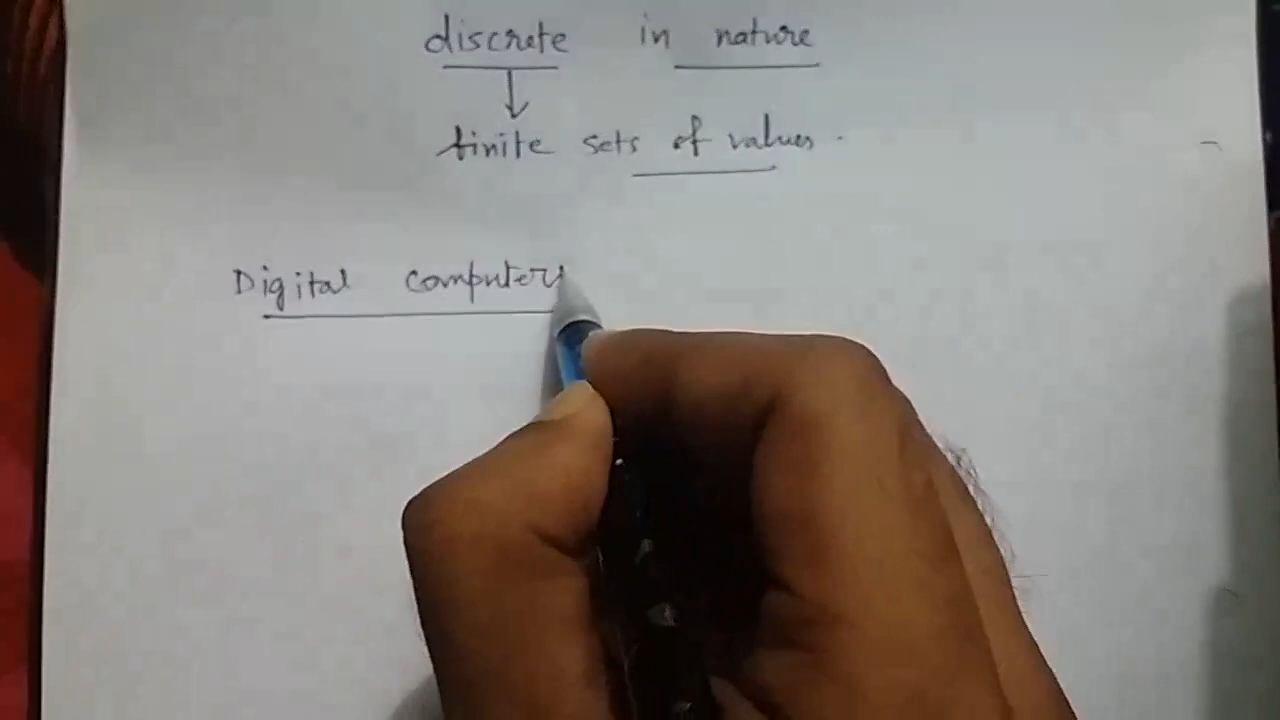 discrete in nature
finite sets of values.
Digital computers